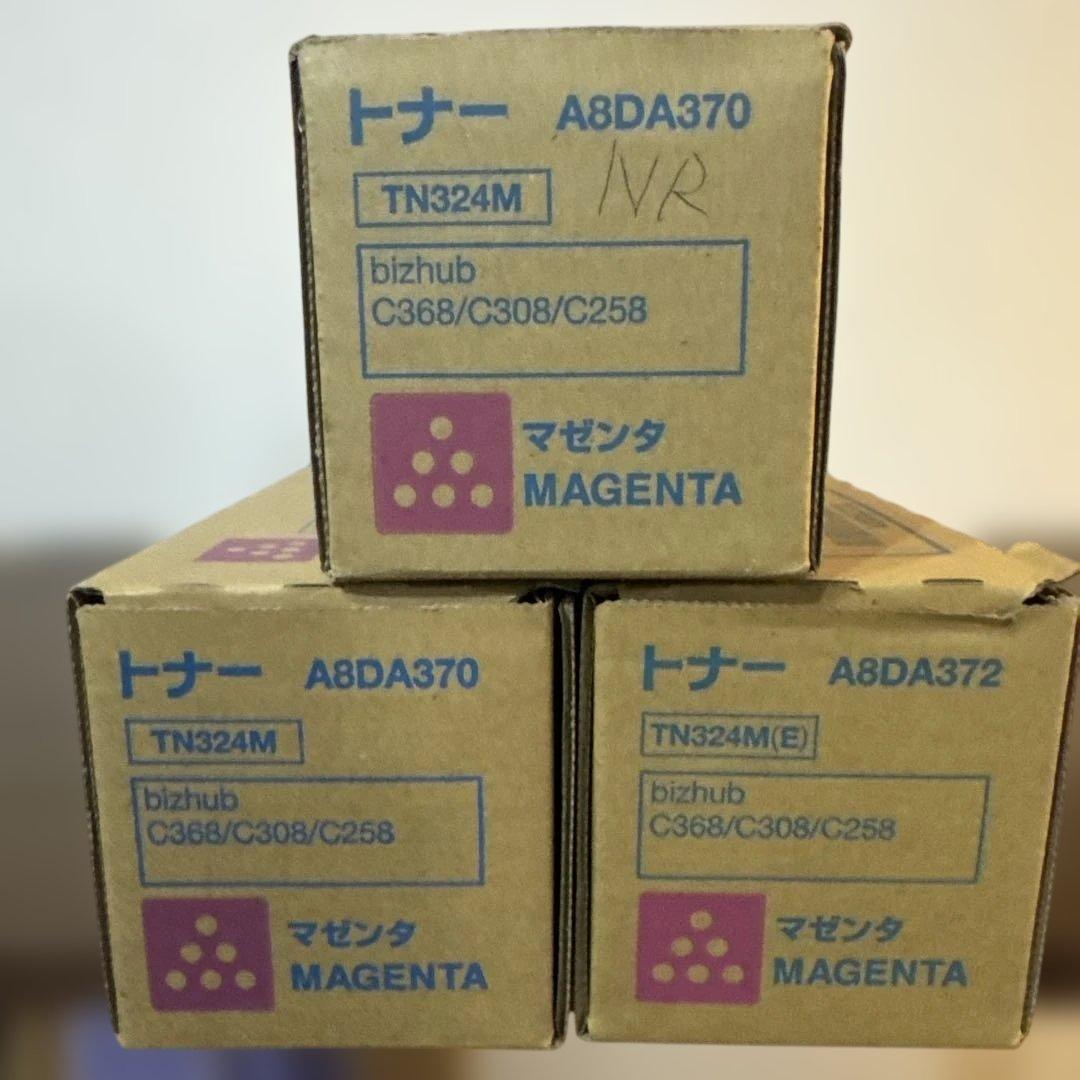 トナー A8DA370
NR
TN324M
bizhub
C368/C308/C258
マゼンタ
MAGENTA
トナー A8DA370
TN324M
bizhub
C368/C308/C258
マゼンタ
MAGENTA
トナー A8DA372
TN324M(E)
bizhub
C368/C308/C258
マゼンタ
MAGENTA